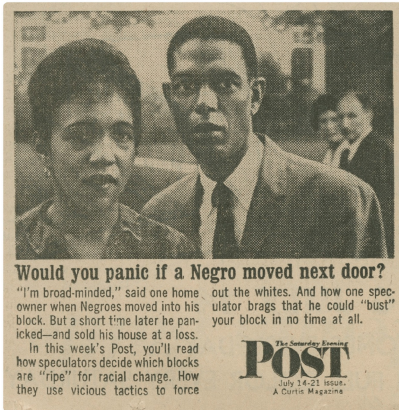 Would you panic if a Negro moved next door?
"I'm broad-minded," said one home
owner when Negroes moved into his
block. But a short time later he pan-
icked—and sold his house at a loss.
In this week's Post, you'll read
how speculators decide which blocks
are "ripe" for racial change. How
they use vicious tactics to force
out the whites. And how one spec-
ulator brags that he could "bust"
your block in no time at all.
The Saturday Evening
POST
July 14-21 issue.
A Curtis Magazine